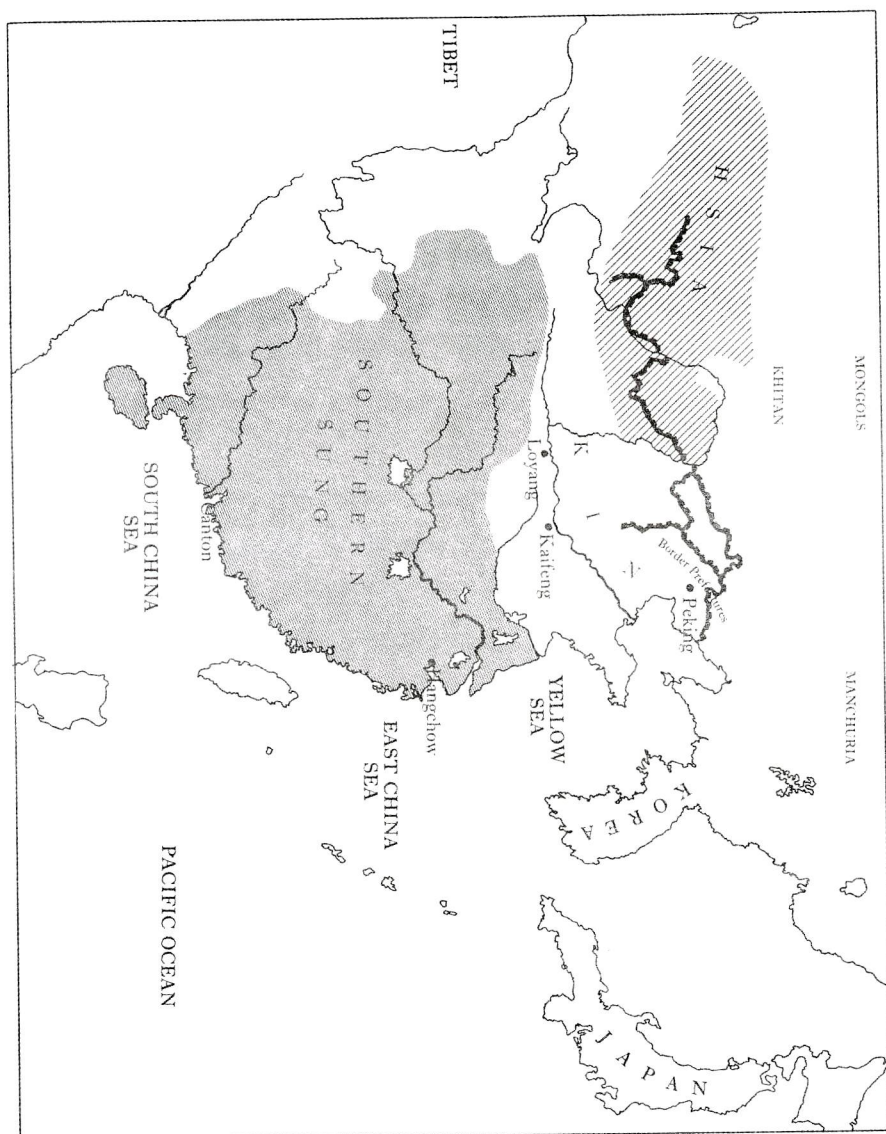 MONGOLS
KHITAN
MANCHURIA
HSIA
Border Prefectures
Peking
KIN
KOREA
JAPAN
TIBET
Loyang
Kaifeng
YELLOW
SEA
SOUTHERN
SUNG
Hangchow
EAST CHINA
SEA
Canton
SOUTH CHINA
SEA
PACIFIC OCEAN